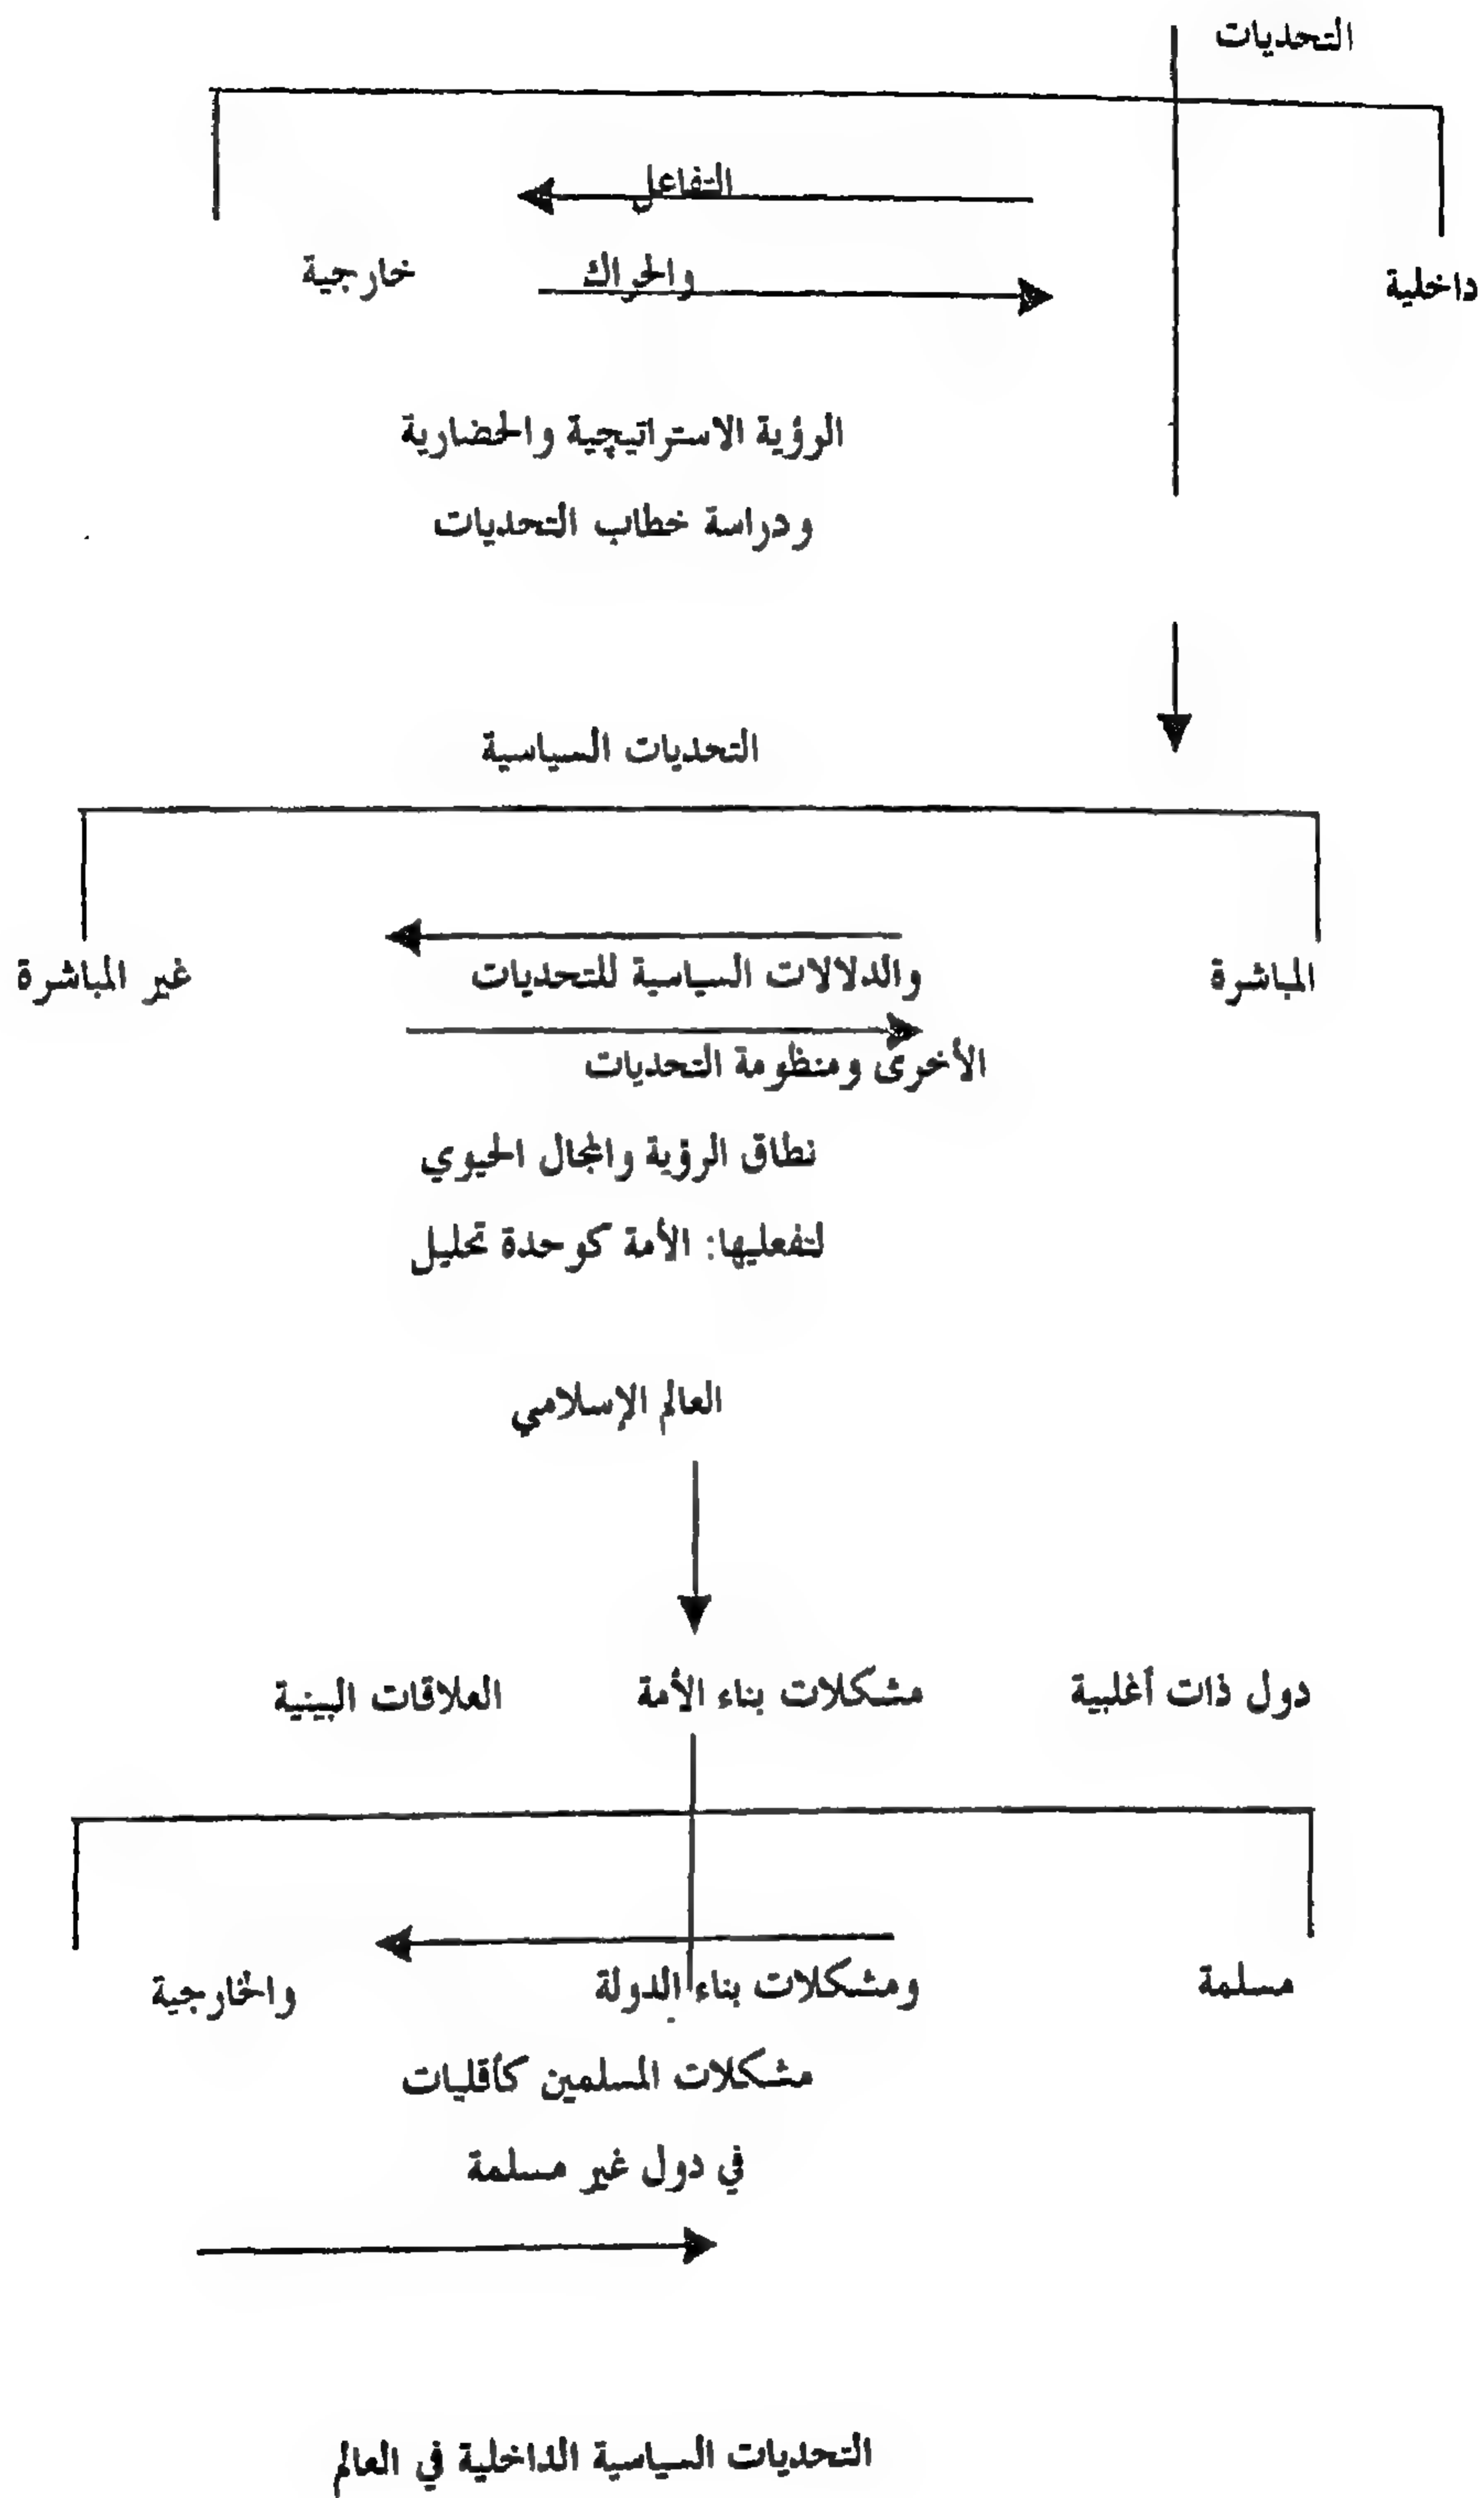 التحديات
التفاعل
داخلية
والحراك
خارجية
الرؤية الاستراتيجية والحضارية
ودراسة خطاب التحديات
التحديات السياسية
المباشرة
والدلالات السياسية للتحديات
غير المباشرة
الأخرى ومنظومة التحديات
نطاق الرؤية والمجال الحيوي
لتفعليها: الأمة كوحدة تحليل
العالم الإسلامي
دول ذات أغلبية
مشكلات بناء الأمة
العلاقات البينية
مسلمة
ومشكلات بناء الدولة
والخارجية
مشكلات المسلمين كأقليات
في دول غير مسلمة
التحديات السياسية الداخلية في العالم